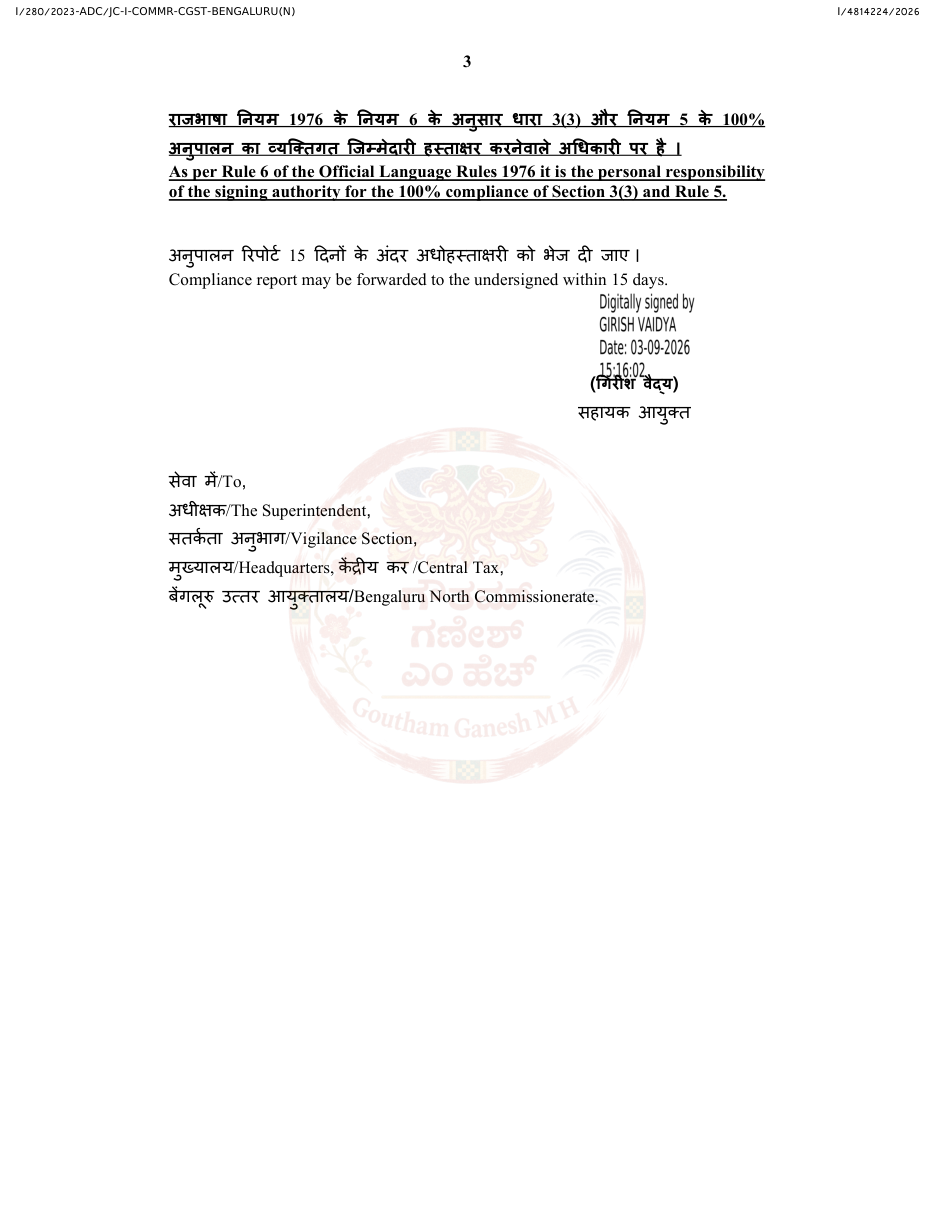 I/280/2023-ADC/JC-I-COMMR-CGST-BENGALURU(N)
I/4814224/2026
3
राजभाषा नियम 1976 के नियम 6 के अनुसार धारा 3(3) और नियम 5 के 100%
अनुपालन का व्यक्तिगत जिम्मेदारी हस्ताक्षर करनेवाले अधिकारी पर है |
As per Rule 6 of the Official Language Rules 1976 it is the personal responsibility
of the signing authority for the 100% compliance of Section 3(3) and Rule 5.
अनुपालन रिपोर्ट 15 दिनों के अंदर अधोहस्ताक्षरी को भेज दी जाए |
Compliance report may be forwarded to the undersigned within 15 days.
Digitally signed by
GIRISH VAIDYA
Date: 03-09-2026
15:16:02
(गिरीश वैद्य)
सहायक आयुक्त
सेवा में/To,
अधीक्षक/The Superintendent,
सतर्कता अनुभाग/Vigilance Section,
मुख्यालय/Headquarters, केंद्रीय कर /Central Tax,
बेंगलूरु उत्तर आयुक्तालय/Bengaluru North Commissionerate.
ಗೌತಮ್
ಗಣೇಶ್
ಎಂ ಹೆಚ್
Goutham Ganesh M H